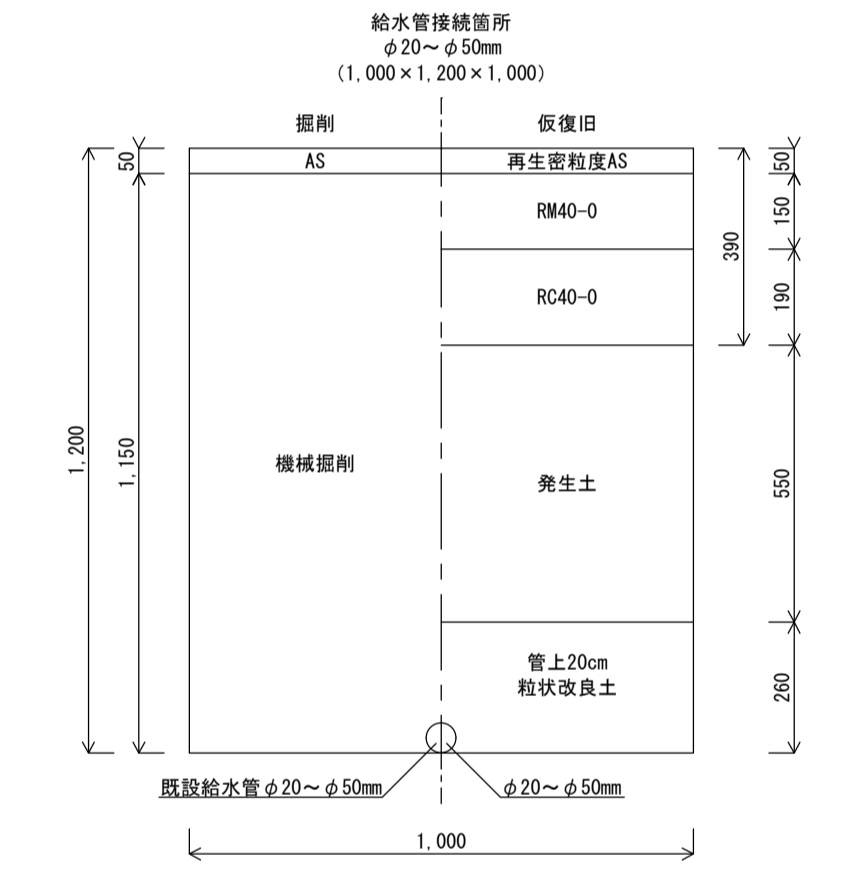 給水管接続箇所
φ20～φ50mm
（1,000×1,200×1,000）
掘削
仮復旧
50
AS
再生密粒度AS
50
RM40-0
150
390
RC40-0
190
1,200
1,150
機械掘削
発生土
550
管上20cm
粒状改良土
260
既設給水管φ20～φ50mm
φ20～φ50mm
1,000